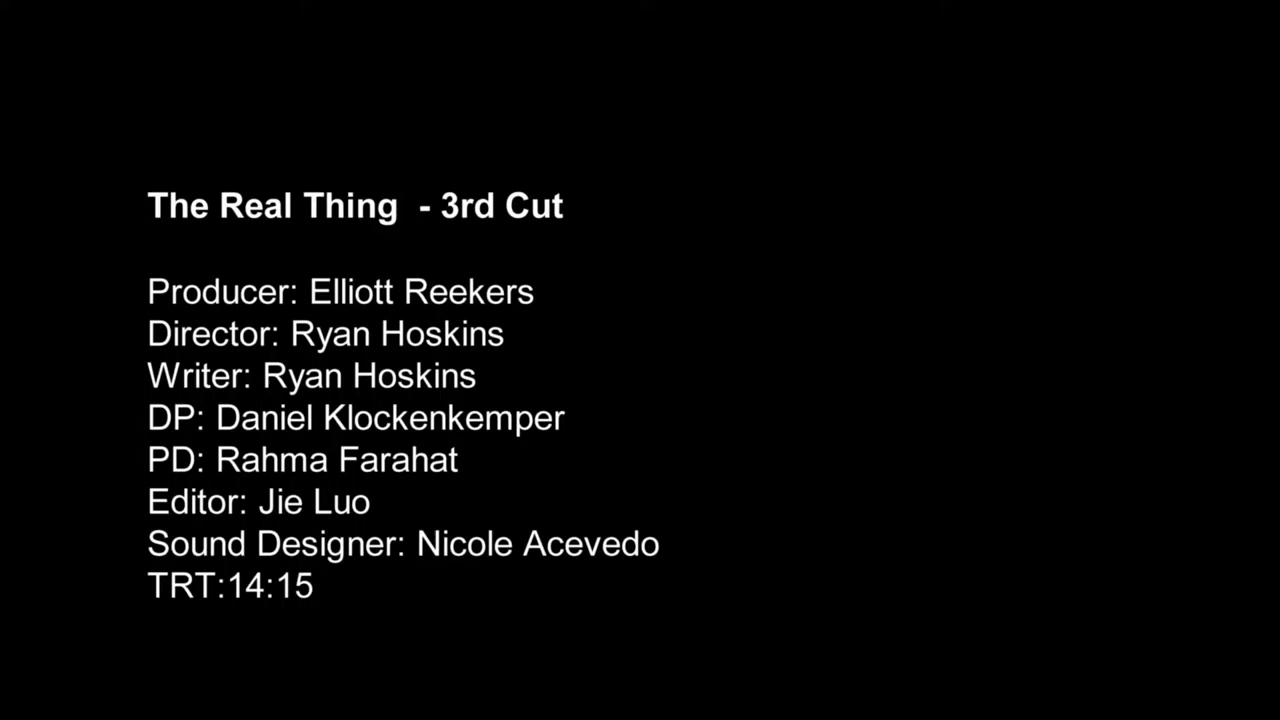 The Real Thing  - 3rd Cut
Producer: Elliott Reekers
Director: Ryan Hoskins
Writer: Ryan Hoskins
DP: Daniel Klockenkemper
PD: Rahma Farahat
Editor: Jie Luo
Sound Designer: Nicole Acevedo
TRT:14:15